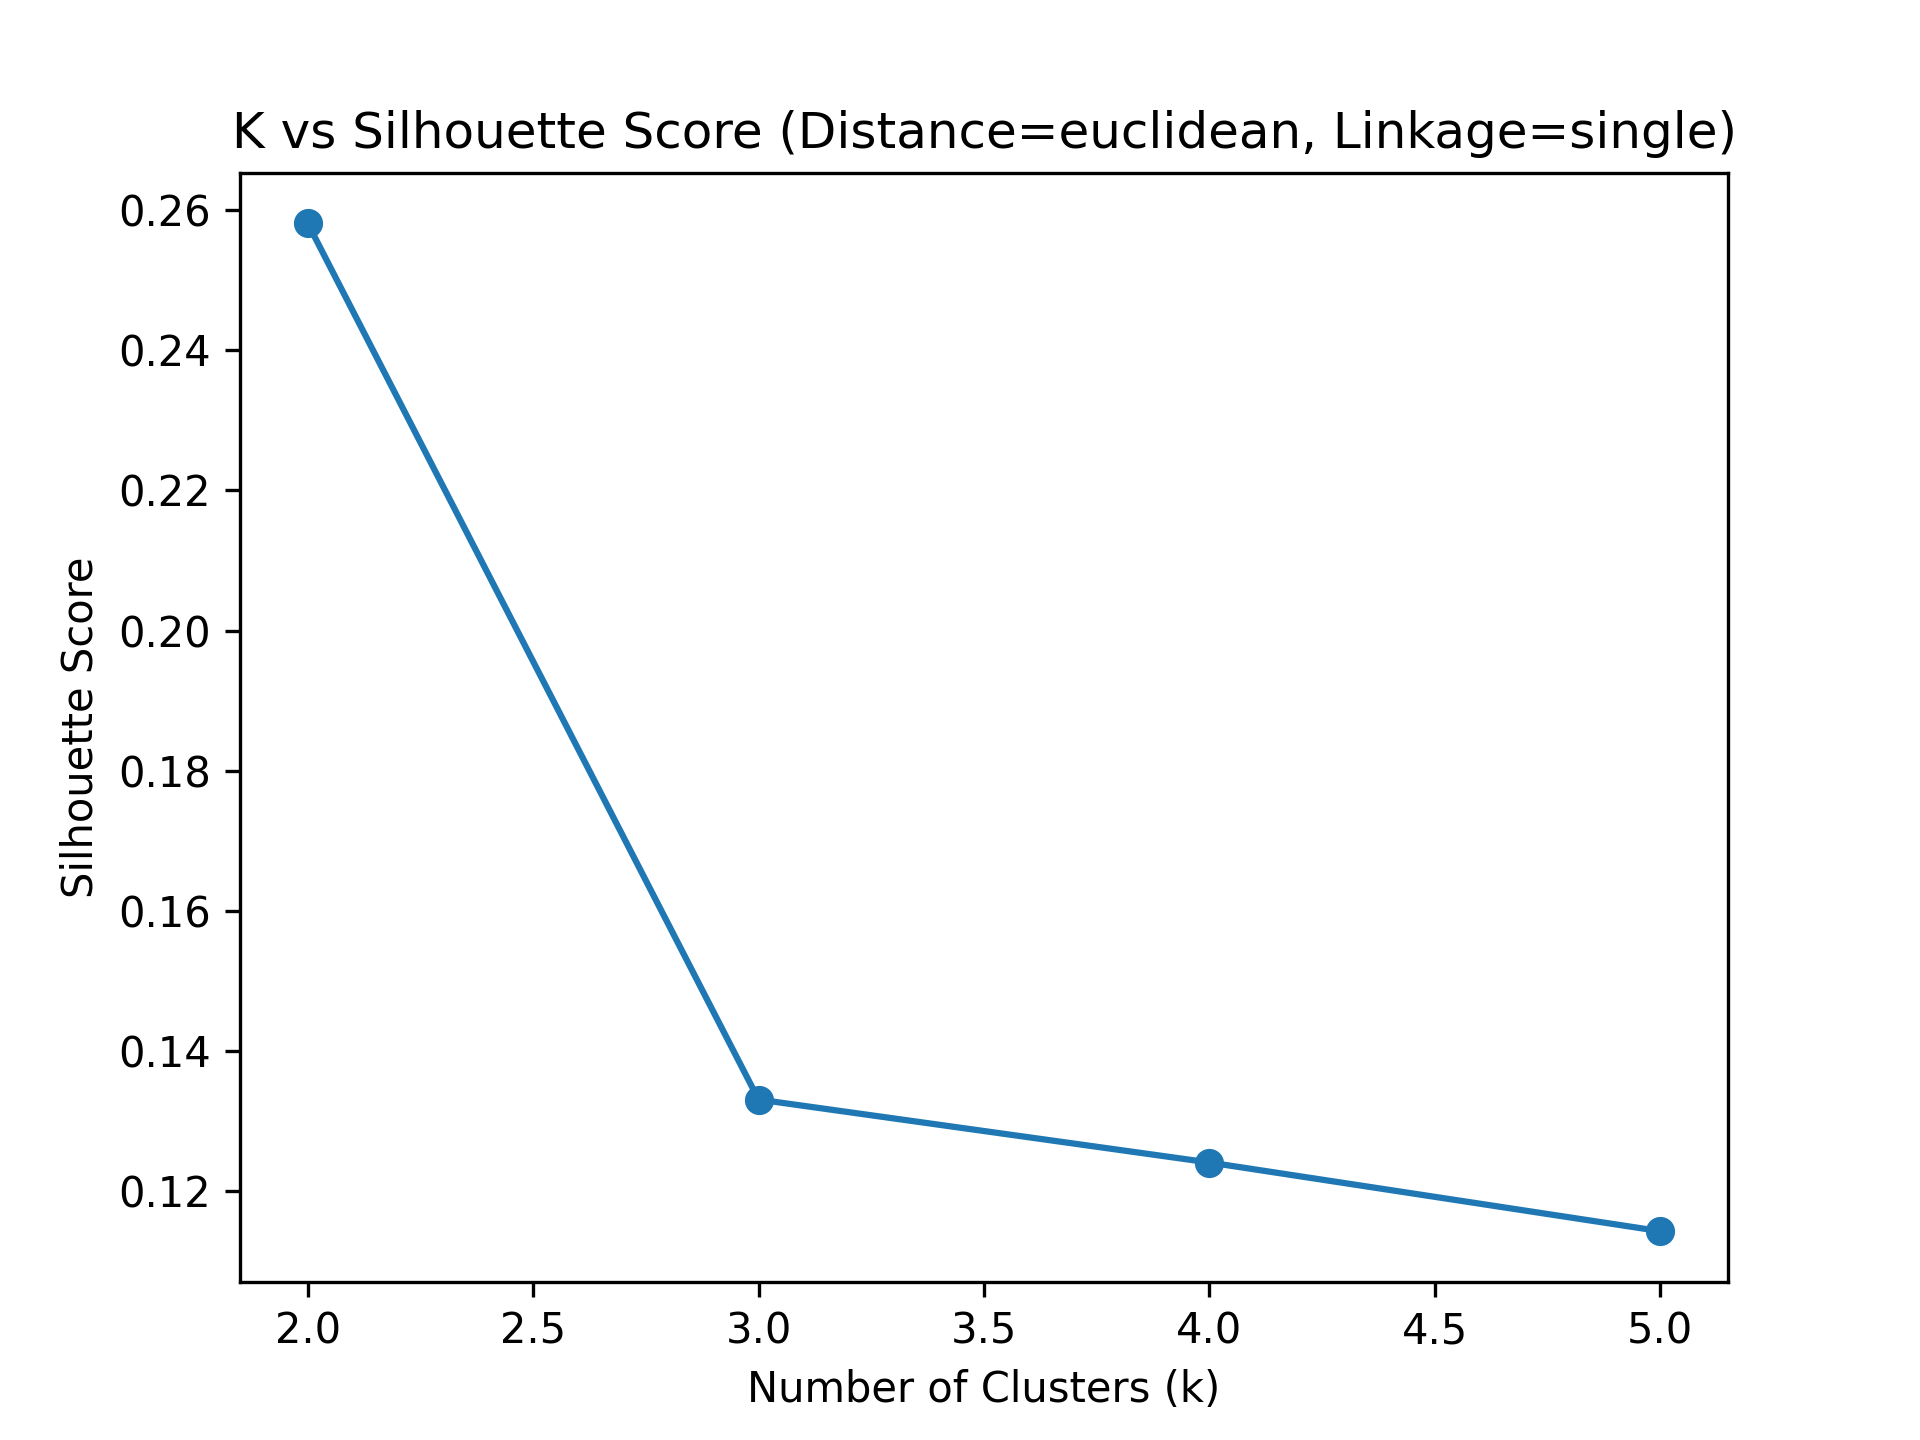 K vs Silhouette Score (Distance=euclidean, Linkage=single)
0.26
0.24
0.22
0.20
0.18
0.16
0.14
0.12
Silhouette Score
2.0 2.5 3.0 3.5 4.0 4.5 5.0
Number of Clusters (k)